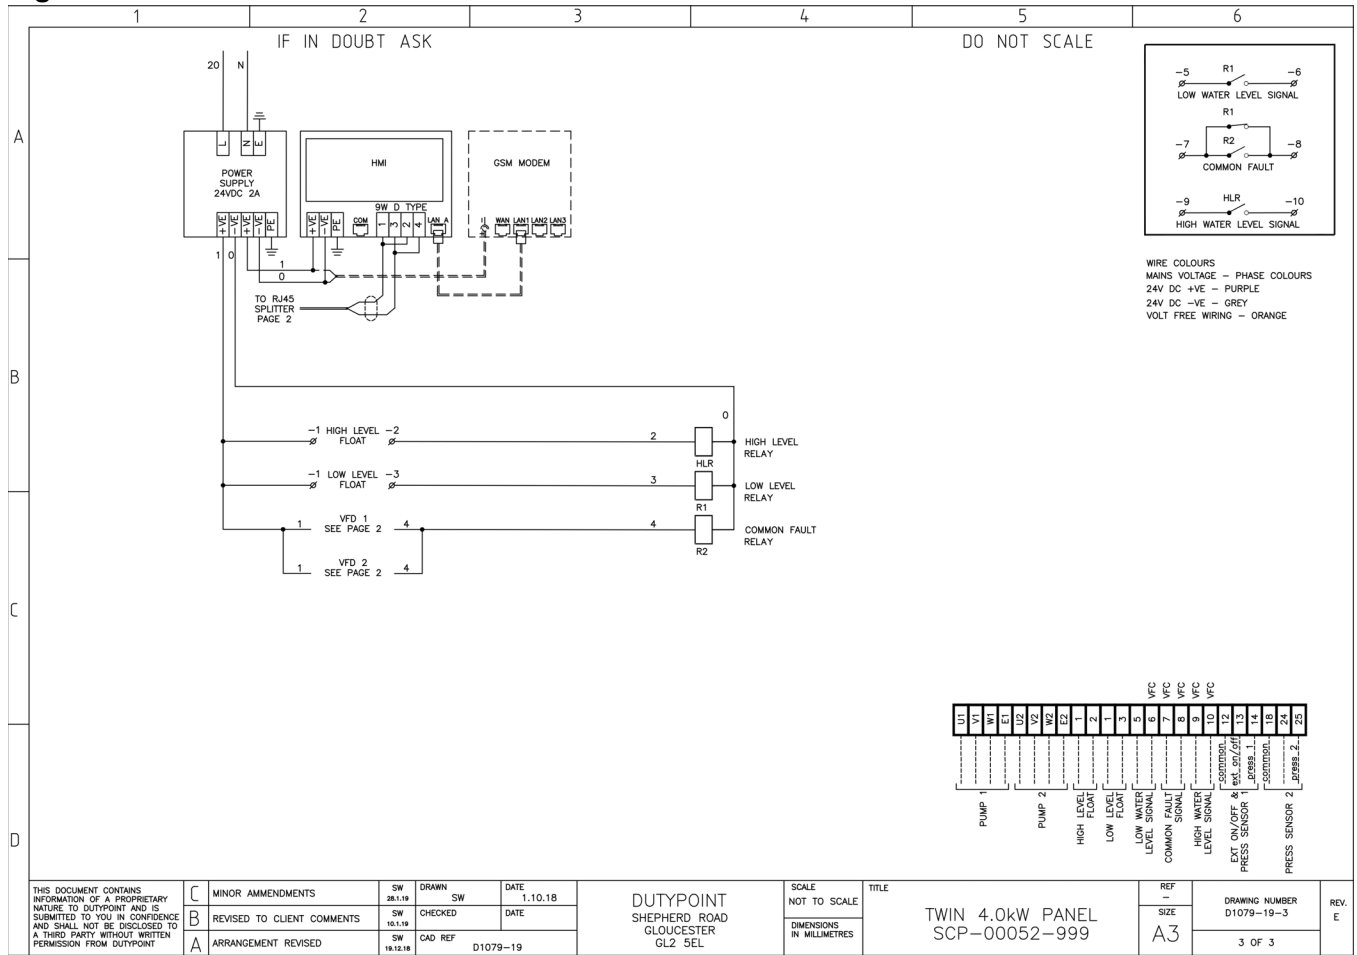 1 2 3 4 5 6
IF IN DOUBT ASK
DO NOT SCALE
A
B
C
D
20 N
L N E
POWER
SUPPLY
24VDC 2A
+VE -VE +VE -VE PE
1 0
1
0
HMI
9W D TYPE
+VE -VE PE
COM
1 3 2 4
LAN A
GSM MODEM
WAN LAN1 LAN2 LAN3
TO RJ45
SPLITTER
PAGE 2
0
-1 HIGH LEVEL -2
FLOAT
2
HLR
HIGH LEVEL
RELAY
-1 LOW LEVEL -3
FLOAT
3
R1
LOW LEVEL
RELAY
1 VFD 1 4
SEE PAGE 2
4
R2
COMMON FAULT
RELAY
1 VFD 2 4
SEE PAGE 2
-5 R1 -6
LOW WATER LEVEL SIGNAL
R1
-7 R2 -8
COMMON FAULT
-9 HLR -10
HIGH WATER LEVEL SIGNAL
WIRE COLOURS
MAINS VOLTAGE - PHASE COLOURS
24V DC +VE - PURPLE
24V DC -VE - GREY
VOLT FREE WIRING - ORANGE
VFC VFC VFC VFC VFC
U1 V1 W1 E1 U2 V2 W2 E2 1 2 1 3 5 6 7 8 9 10 12 13 14 18 24 25
common
ext on/off
press 1
common
press 2
PUMP 1
PUMP 2
HIGH LEVEL
FLOAT
LOW LEVEL
FLOAT
LOW WATER
LEVEL SIGNAL
COMMON FAULT
SIGNAL
HIGH WATER
LEVEL SIGNAL
EXT ON/OFF &
PRESS SENSOR 1
PRESS SENSOR 2
THIS DOCUMENT CONTAINS
INFORMATION OF A PROPRIETARY
NATURE TO DUTYPOINT AND IS
SUBMITTED TO YOU IN CONFIDENCE
AND SHALL NOT BE DISCLOSED TO
A THIRD PARTY WITHOUT WRITTEN
PERMISSION FROM DUTYPOINT
C MINOR AMMENDMENTS SW 28.1.19
B REVISED TO CLIENT COMMENTS SW 10.1.19
A ARRANGEMENT REVISED SW 19.12.18
DRAWN SW
DATE 1.10.18
CHECKED
DATE
CAD REF D1079-19
DUTYPOINT
SHEPHERD ROAD
GLOUCESTER
GL2 5EL
SCALE
NOT TO SCALE
DIMENSIONS
IN MILLIMETRES
TITLE
TWIN 4.0kW PANEL
SCP-00052-999
REF
-
SIZE
A3
DRAWING NUMBER
D1079-19-3
3 OF 3
REV.
E